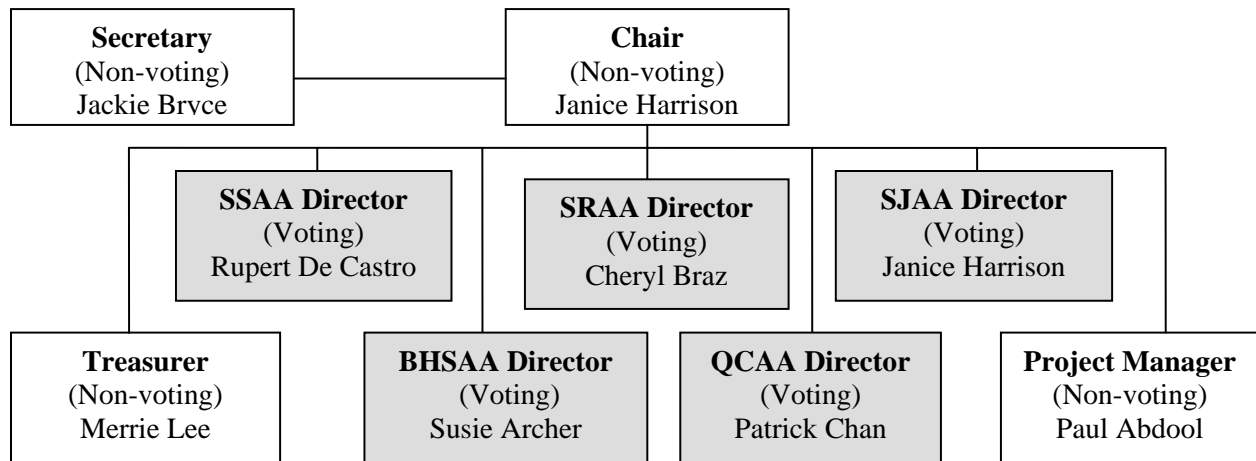 Secretary
(Non-voting)
Jackie Bryce
Chair
(Non-voting)
Janice Harrison
SSAA Director
(Voting)
Rupert De Castro
SRAA Director
(Voting)
Cheryl Braz
SJAA Director
(Voting)
Janice Harrison
Treasurer
(Non-voting)
Merrie Lee
BHSAA Director
(Voting)
Susie Archer
QCAA Director
(Voting)
Patrick Chan
Project Manager
(Non-voting)
Paul Abdool